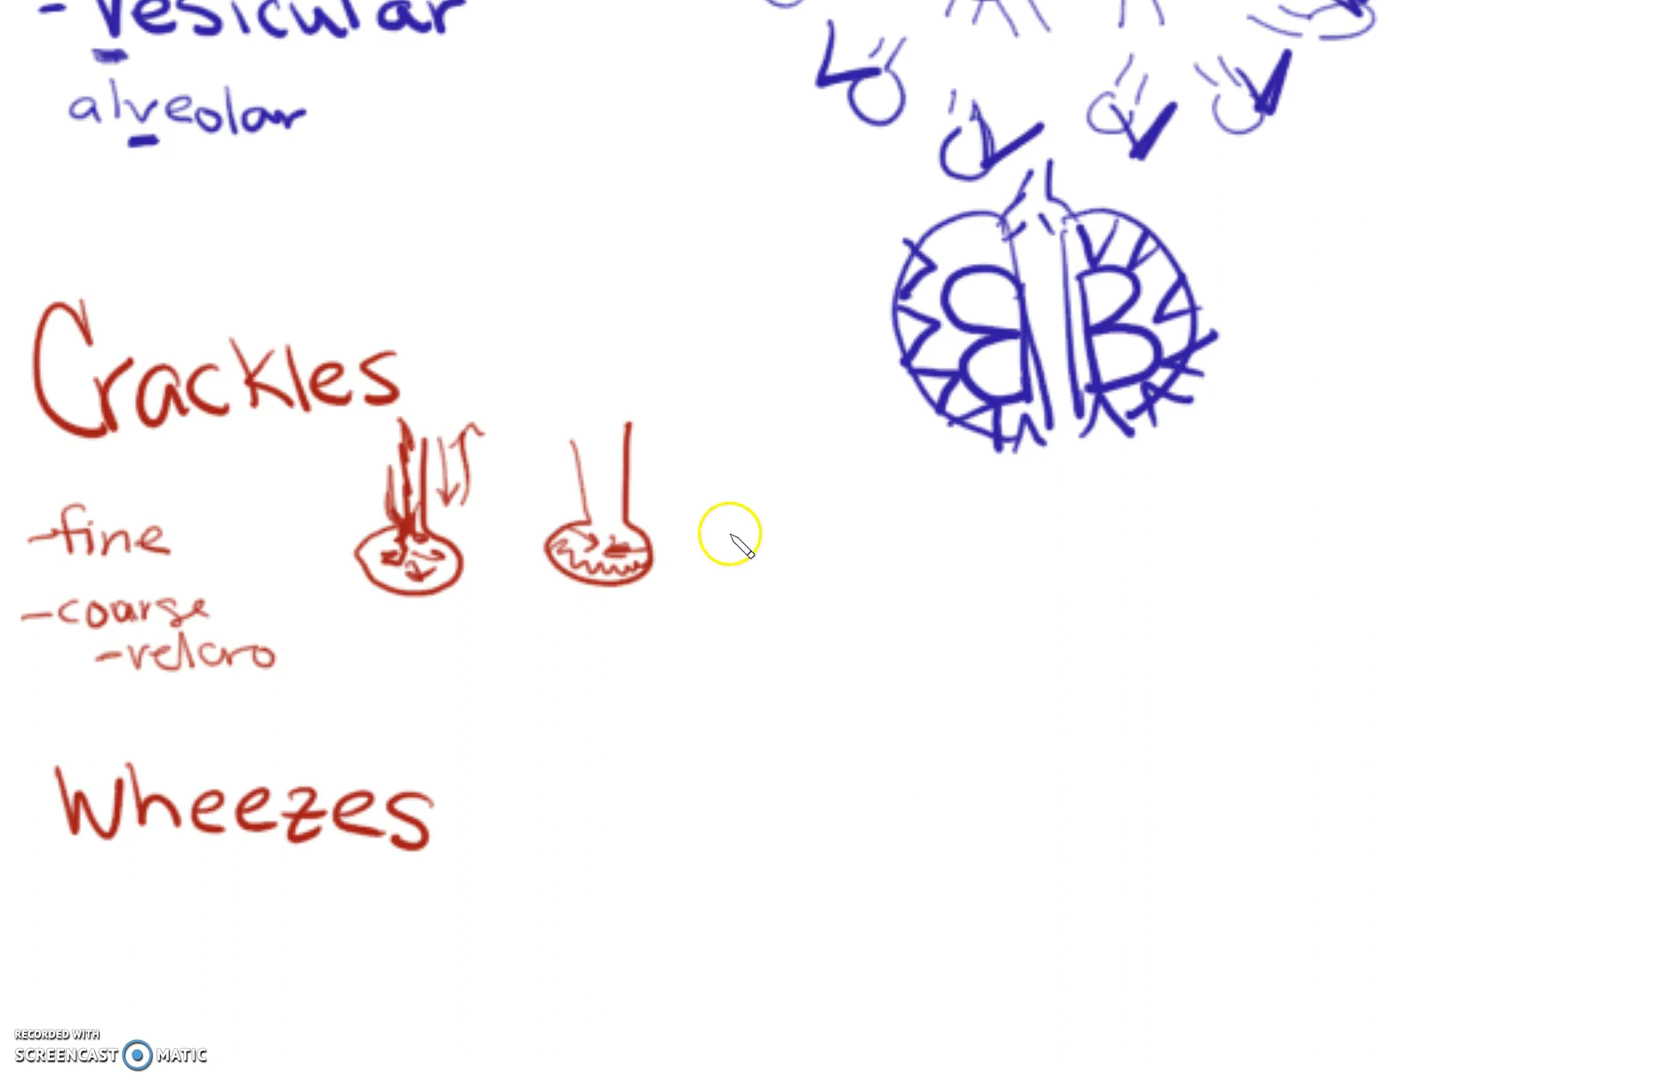 - Vesicular
alveolar
B B
Crackles
-fine
-coarse
-velcro
Wheezes
RECORDED WITH
SCREENCAST MATIC